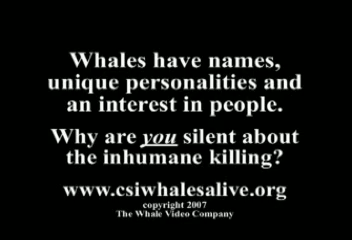 Whales have names,
unique personalities and
an interest in people.
Why are you silent about
the inhumane killing?
www.csiwhalesalive.org
copyright 2007
The Whale Video Company